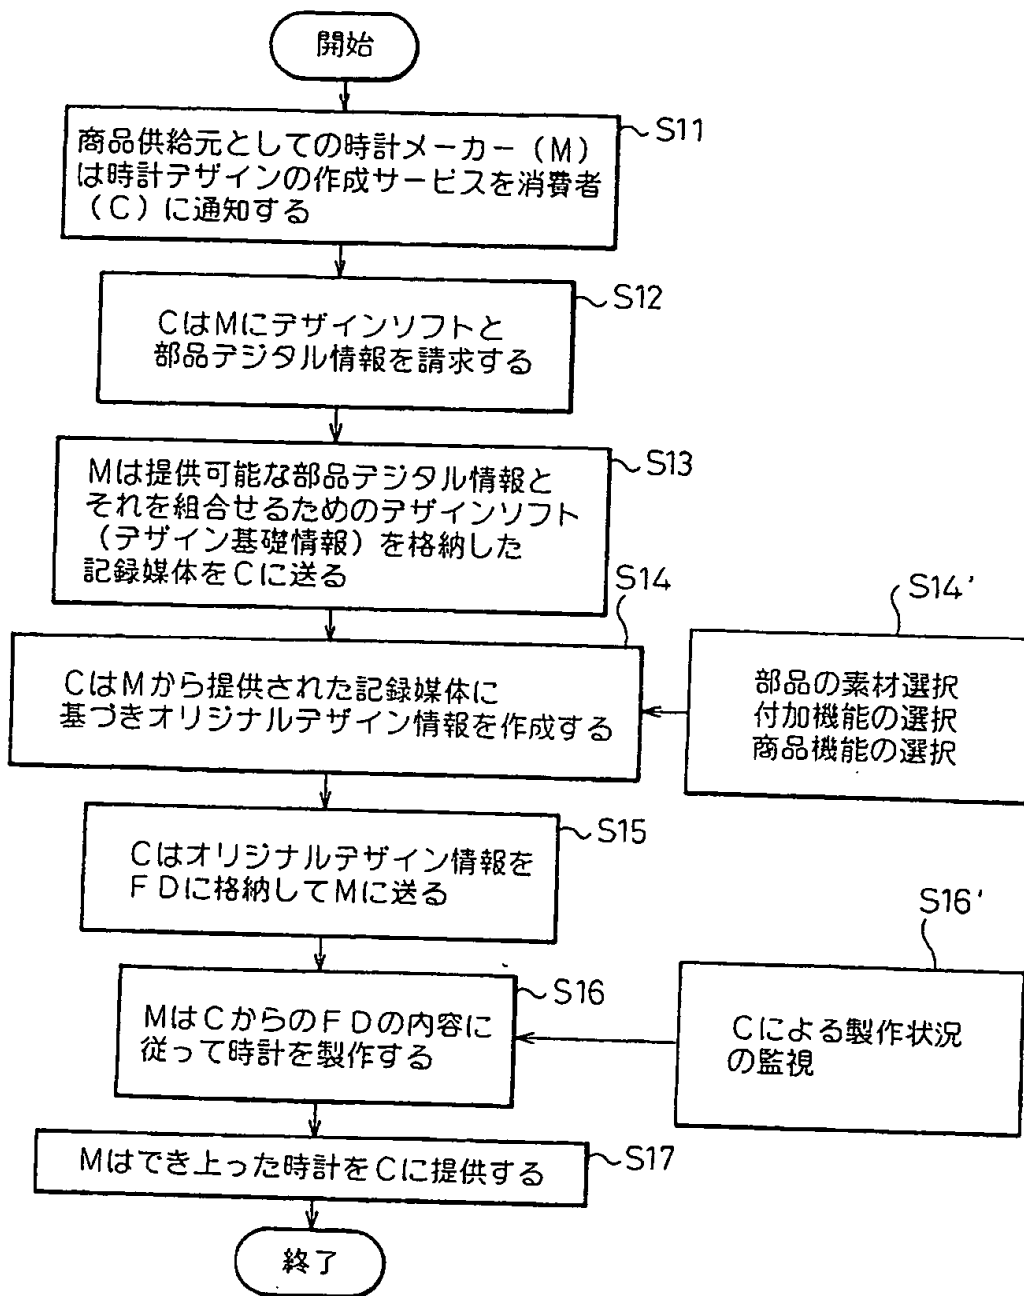 開始
S11
商品供給元としての時計メーカー（M）
は時計デザインの作成サービスを消費者
（C）に通知する
S12
CはMにデザインソフトと
部品デジタル情報を請求する
S13
Mは提供可能な部品デジタル情報と
それを組合せるためのデザインソフト
（デザイン基礎情報）を格納した
記録媒体をCに送る
S14
CはMから提供された記録媒体に
基づきオリジナルデザイン情報を作成する
S14'
部品の素材選択
付加機能の選択
商品機能の選択
S15
Cはオリジナルデザイン情報を
FDに格納してMに送る
S16
MはCからのFDの内容に
従って時計を製作する
S16'
Cによる製作状況
の監視
S17
Mはでき上った時計をCに提供する
終了